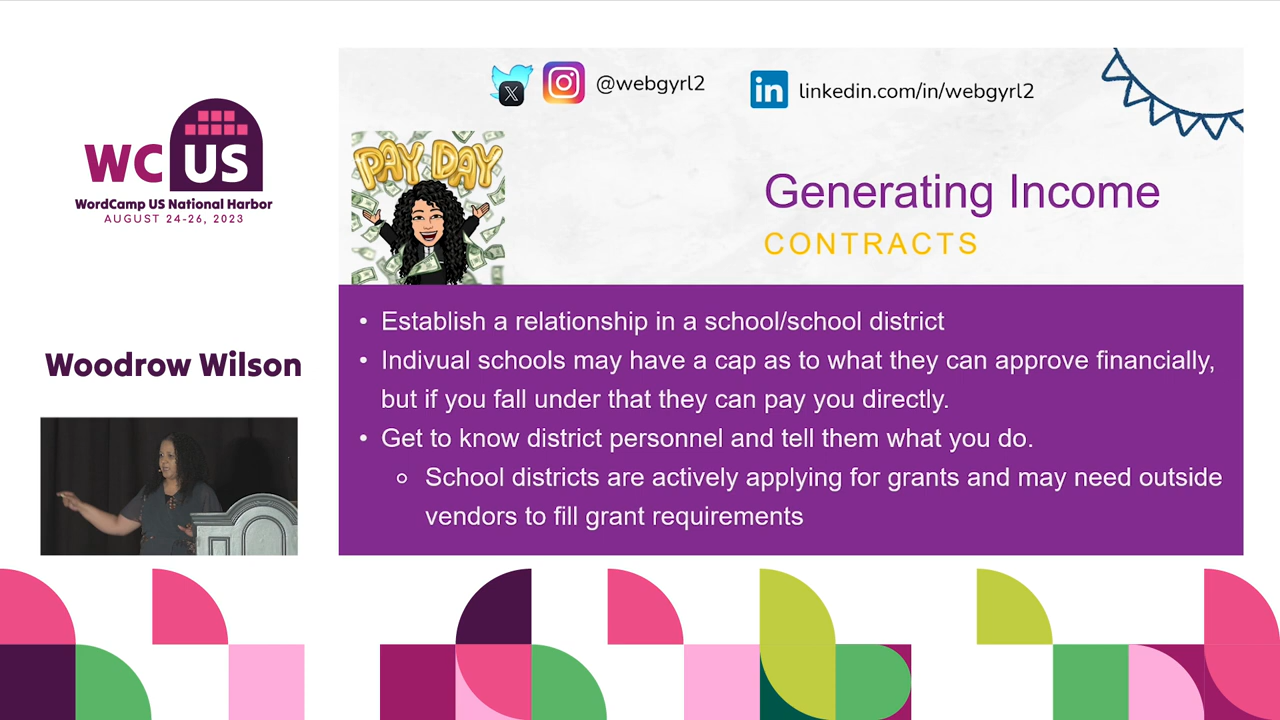 WC US
WordCamp US National Harbor
AUGUST 24-26, 2023
Woodrow Wilson
@webgyrl2
linkedin.com/in/webgyrl2
PAY DAY
Generating Income
CONTRACTS
• Establish a relationship in a school/school district
• Indivual schools may have a cap as to what they can approve financially,
but if you fall under that they can pay you directly.
• Get to know district personnel and tell them what you do.
○ School districts are actively applying for grants and may need outside
vendors to fill grant requirements